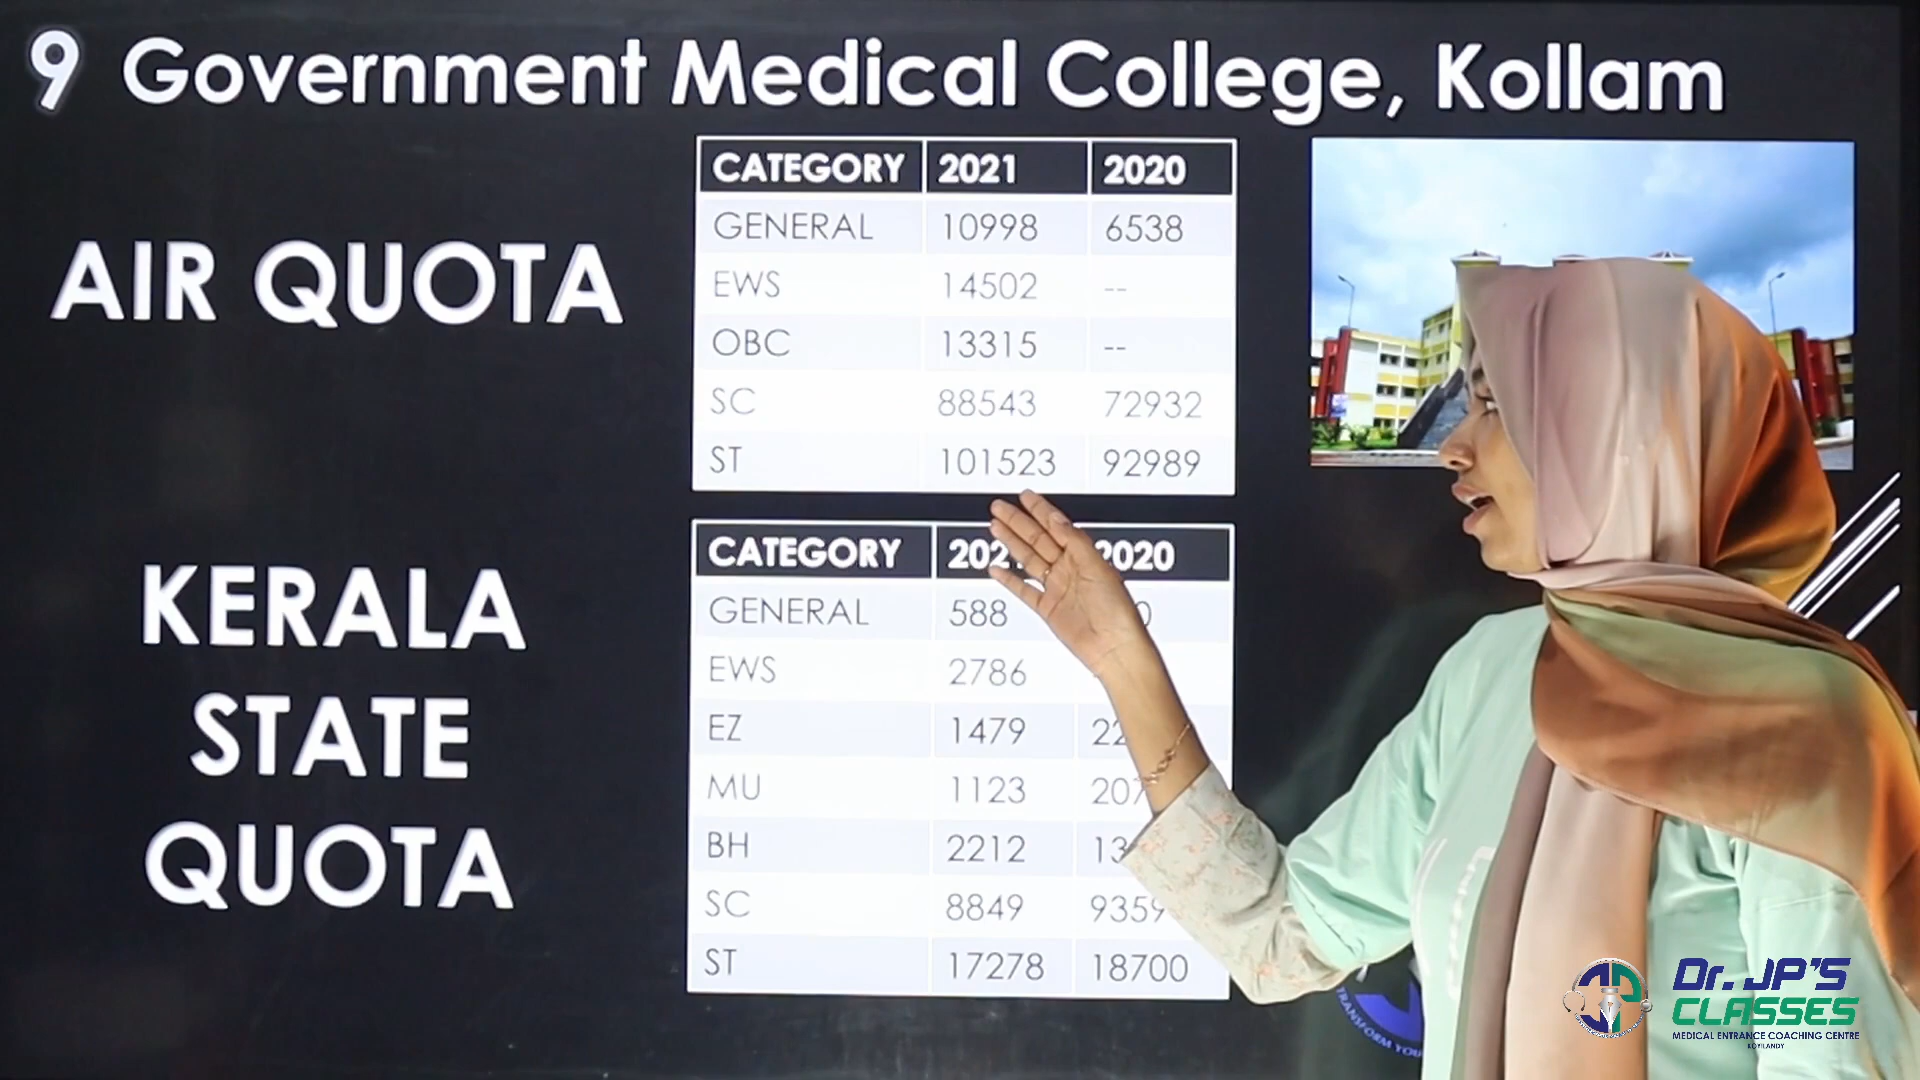 9 Government Medical College, Kollam
AIR QUOTA
CATEGORY 2021 2020
GENERAL 10998 6538
EWS 14502 --
OBC 13315 --
SC 88543 72932
ST 101523 92989
KERALA
STATE
QUOTA
CATEGORY 2020
GENERAL 588
EWS 2786
EZ 1479
MU 1123
BH 2212
SC 8849
ST 17278 18700
TRANSFORM
Dr. JP'S
CLASSES
MEDICAL ENTRANCE COACHING CENTRE
KOYILANDY